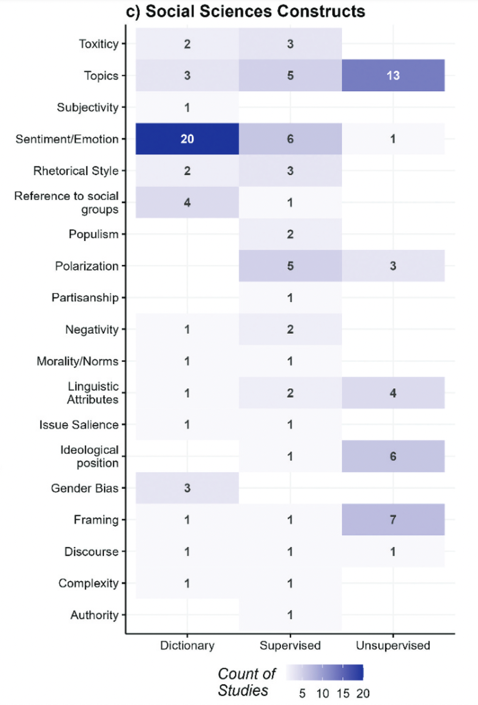 c) Social Sciences Constructs
Toxiticy 2 3
Topics 3 5 13
Subjectivity 1
Sentiment/Emotion 20 6 1
Rhetorical Style 2 3
Reference to social
groups 4 1
Populism 2
Polarization 5 3
Partisanship 1
Negativity 1 2
Morality/Norms 1 1
Linguistic
Attributes 1 2 4
Issue Salience 1 1
Ideological
position 1 6
Gender Bias 3
Framing 1 1 7
Discourse 1 1 1
Complexity 1 1
Authority 1
Dictionary Supervised Unsupervised
Count of
Studies
5 10 15 20